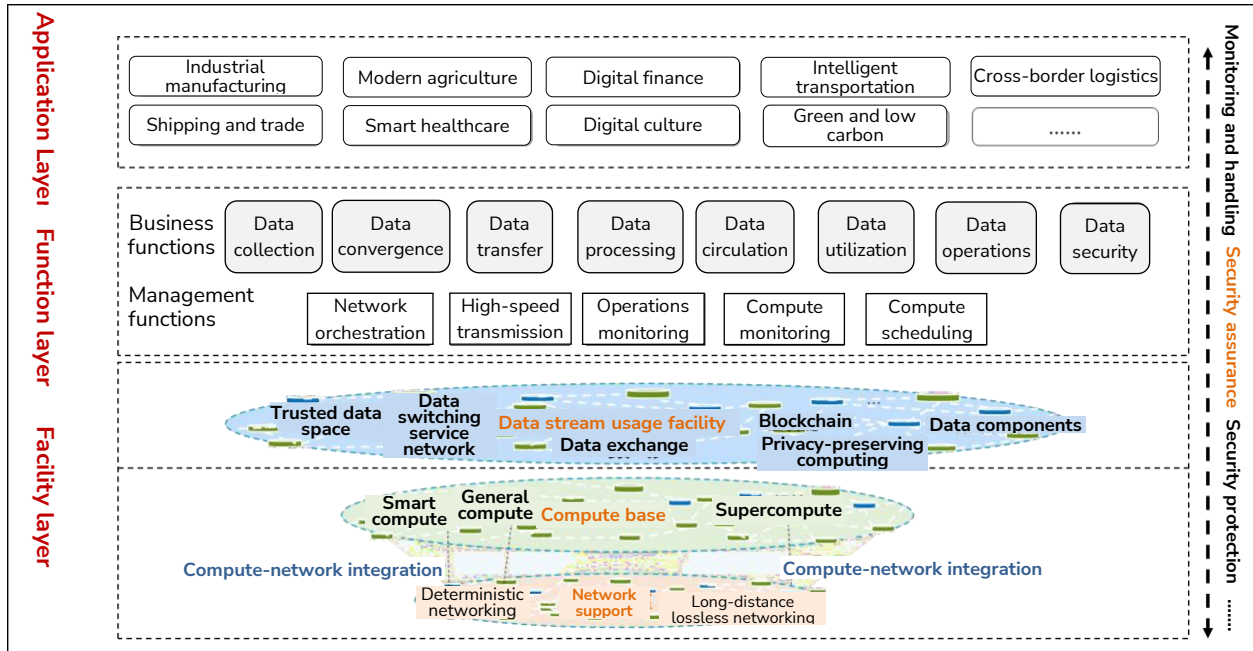 Application Layer
Industrial
manufacturing
Modern agriculture
Digital finance
Intelligent
transportation
Cross-border logistics
Shipping and trade
Smart healthcare
Digital culture
Green and low
carbon
......
Function layer
Business
functions
Data
collection
Data
convergence
Data
transfer
Data
processing
Data
circulation
Data
utilization
Data
operations
Data
security
Management
functions
Network
orchestration
High-speed
transmission
Operations
monitoring
Compute
monitoring
Compute
scheduling
Facility layer
Trusted data
space
Data
switching
service
network
Data stream usage facility
Data exchange
...
Blockchain
Privacy-preserving
computing
Data components
Smart
compute
General
compute
Compute base
Supercompute
Compute-network integration
Compute-network integration
Deterministic
networking
Network
support
Long-distance
lossless networking
Monitoring and handling Security assurance Security protection ......